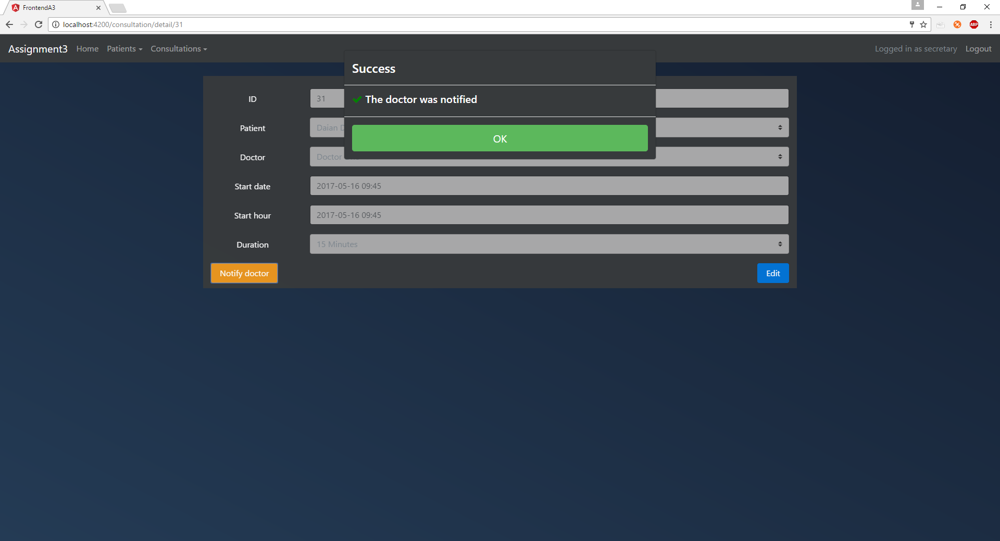 FrontendA3
localhost:4200/consultation/detail/31
ABP
Assignment3 Home Patients Consultations Logged in as secretary Logout
Success
The doctor was notified
OK
ID 31
Patient Daian
Doctor Doctor
Start date 2017-05-16 09:45
Start hour 2017-05-16 09:45
Duration 15 Minutes
Notify doctor Edit